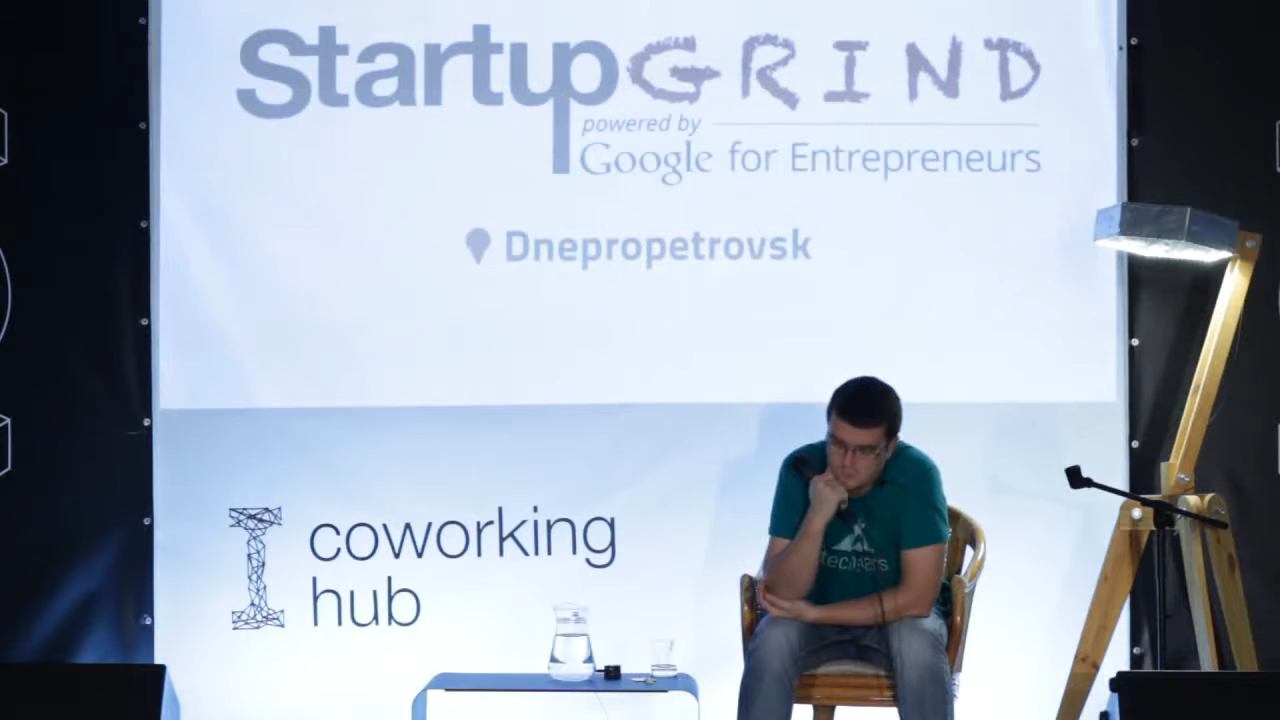 Startup GRIND
powered by
Google for Entrepreneurs
Dnepropetrovsk
coworking
hub